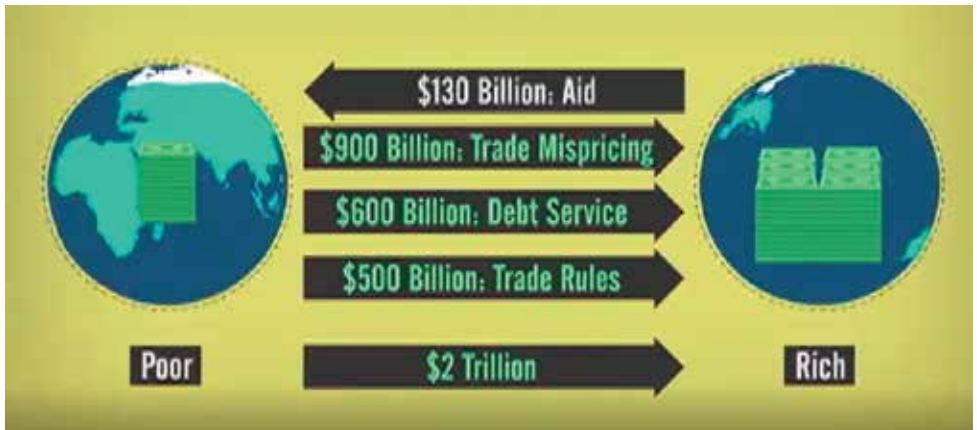 $130 Billion: Aid
$900 Billion: Trade Mispricing
$600 Billion: Debt Service
$500 Billion: Trade Rules
Poor
$2 Trillion
Rich